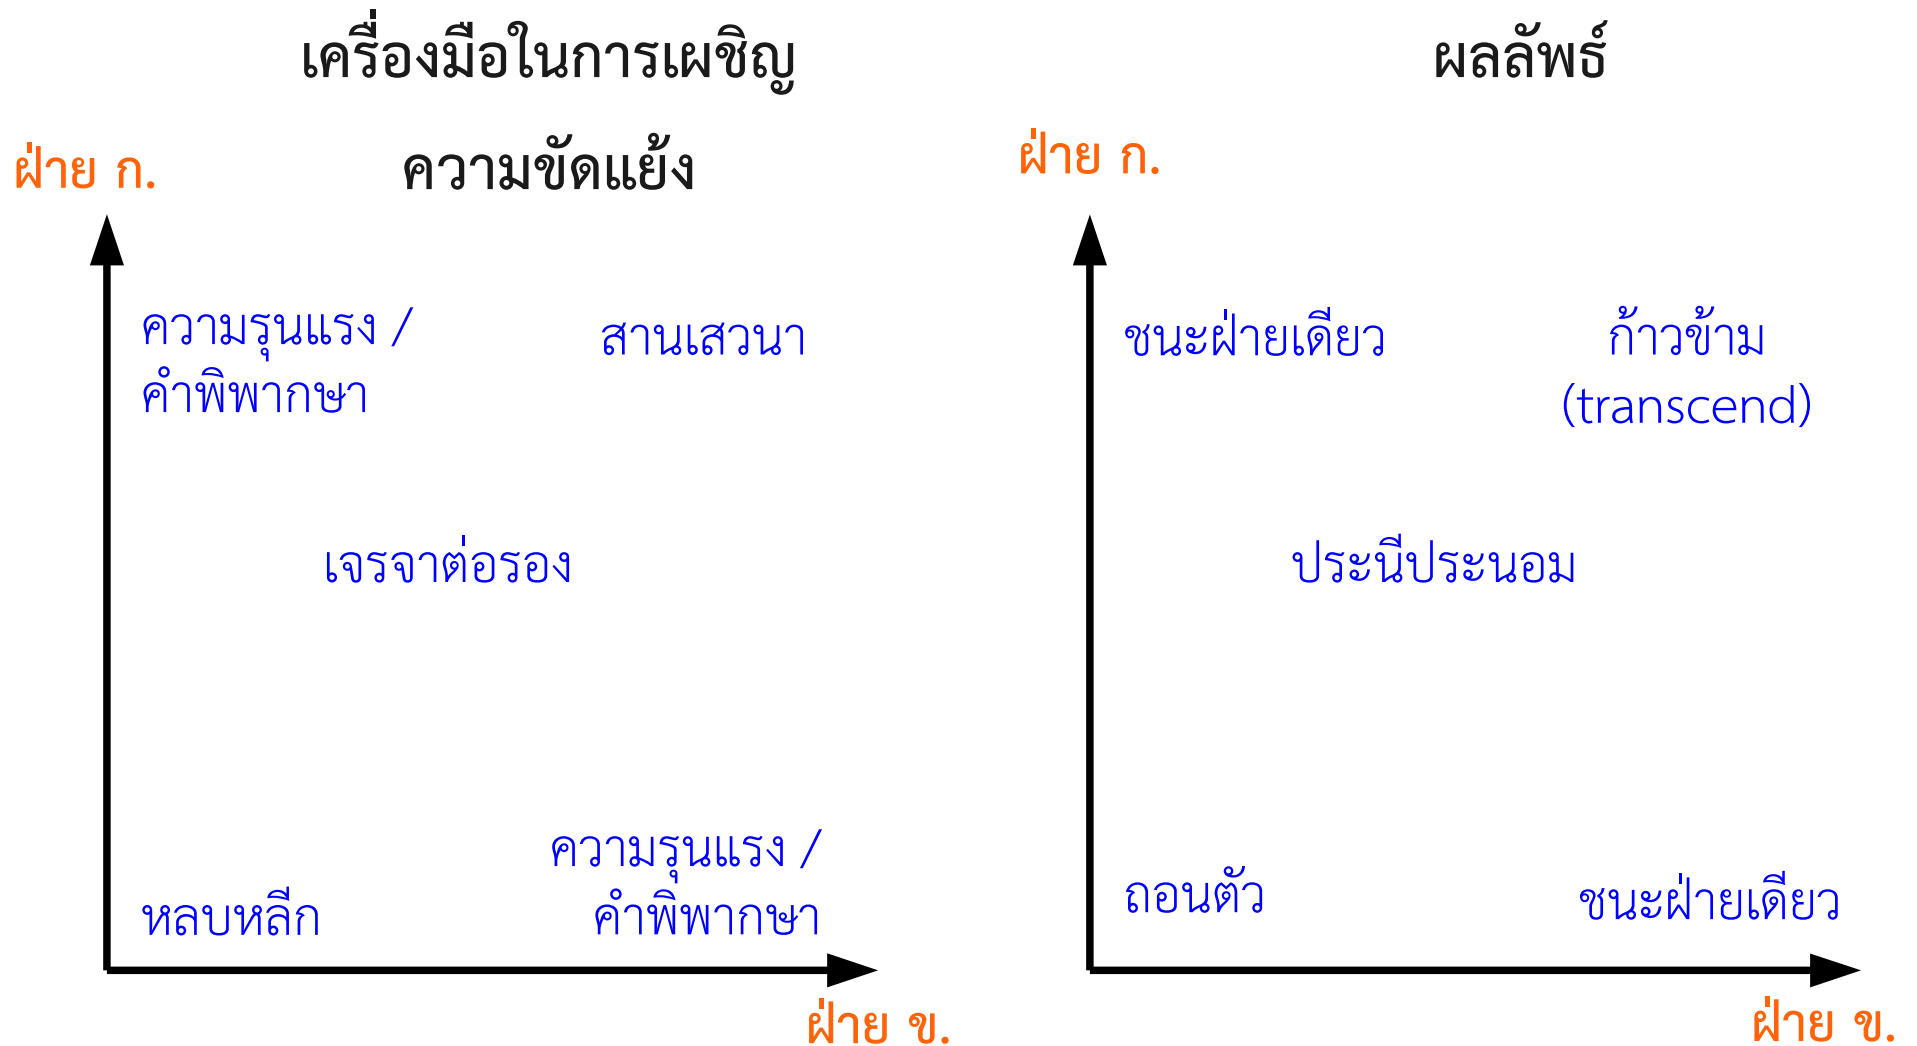 เครื่องมือในการเผชิญ
ความขัดแย้ง
ฝ่าย ก.
ความรุนแรง /
คำพิพากษา
สานเสวนา
เจรจาต่อรอง
หลบหลีก
ความรุนแรง /
คำพิพากษา
ฝ่าย ข.
ผลลัพธ์
ฝ่าย ก.
ชนะฝ่ายเดียว
ก้าวข้าม
(transcend)
ประนีประนอม
ถอนตัว
ชนะฝ่ายเดียว
ฝ่าย ข.